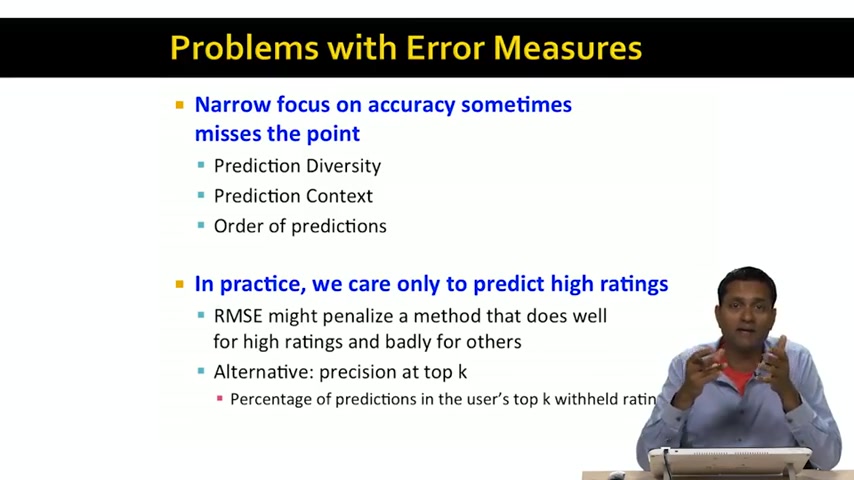 Problems with Error Measures
Narrow focus on accuracy sometimes
misses the point
Prediction Diversity
Prediction Context
Order of predictions
In practice, we care only to predict high ratings
RMSE might penalize a method that does well
for high ratings and badly for others
Alternative: precision at top k
Percentage of predictions in the user's top k withheld